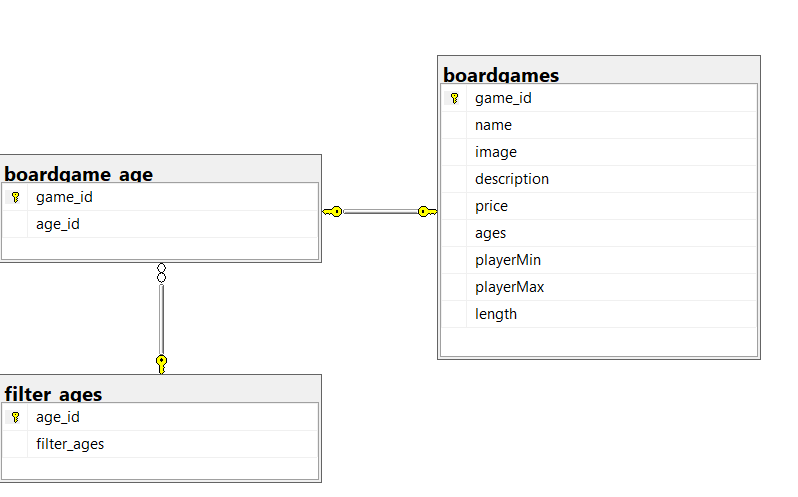 boardgames
game_id
name
image
description
price
ages
playerMin
playerMax
length
boardgame_age
game_id
age_id
filter_ages
age_id
filter_ages